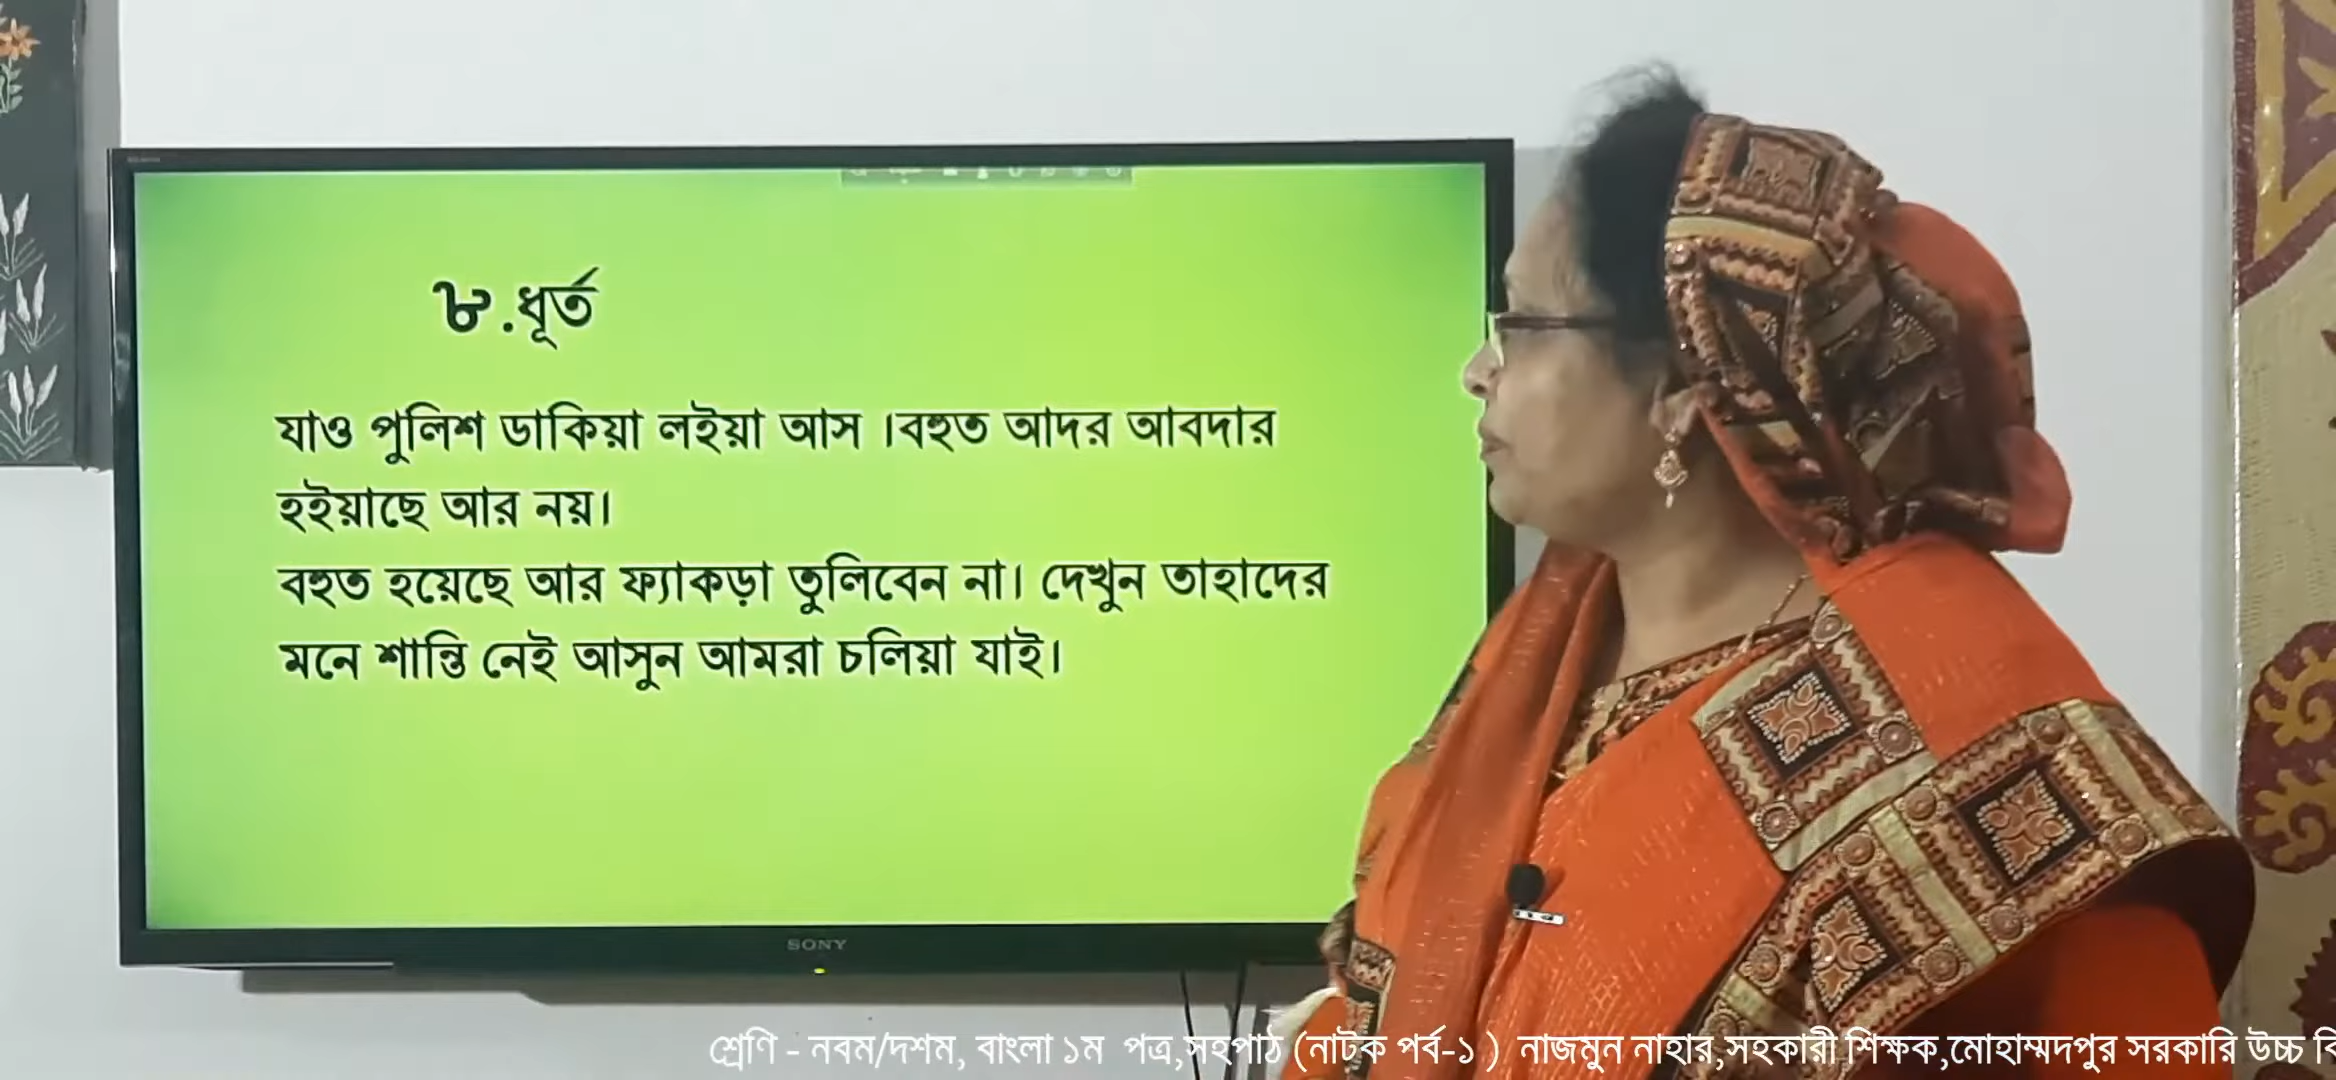 ৮.ধূর্ত
যাও পুলিশ ডাকিয়া লইয়া আস ।বহুত আদর আবদার
হইয়াছে আর নয়।
বহুত হয়েছে আর ফ্যাকড়া তুলিবেন না। দেখুন তাহাদের
মনে শান্তি নেই আসুন আমরা চলিয়া যাই।
SONY
শ্রেণি - নবম/দশম, বাংলা ১ম পত্র,সহপাঠ (নাটক পর্ব-১ ) নাজমুন নাহার,সহকারী শিক্ষক,মোহাম্মদপুর সরকারি উচ্চ বি